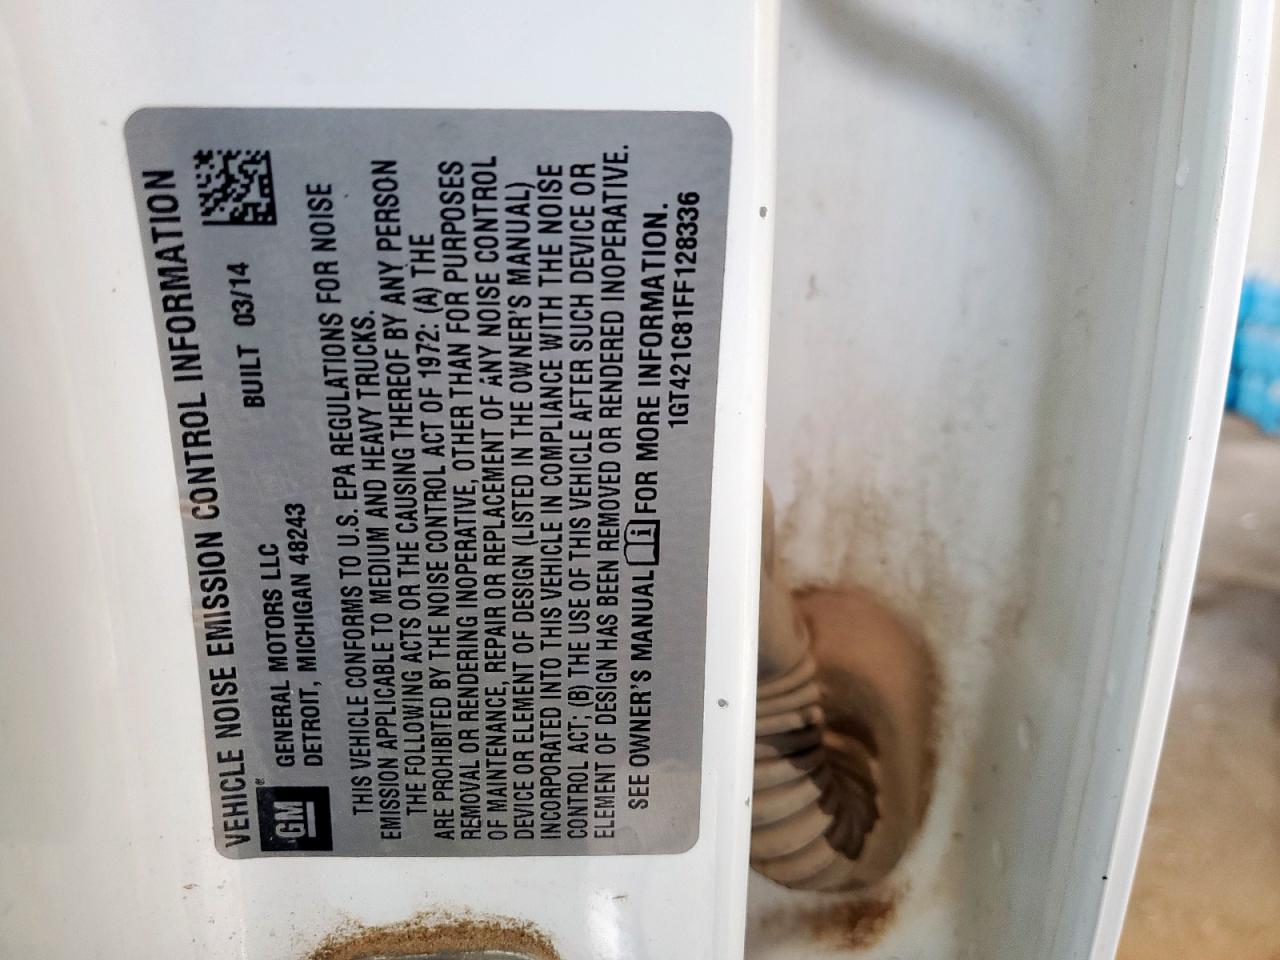 VEHICLE NOISE EMISSION CONTROL INFORMATION
GM
GENERAL MOTORS LLC BUILT 03/14
DETROIT, MICHIGAN 48243
THIS VEHICLE CONFORMS TO U.S. EPA REGULATIONS FOR NOISE
EMISSION APPLICABLE TO MEDIUM AND HEAVY TRUCKS.
THE FOLLOWING ACTS OR THE CAUSING THEREOF BY ANY PERSON
ARE PROHIBITED BY THE NOISE CONTROL ACT OF 1972: (A) THE
REMOVAL OR RENDERING INOPERATIVE, OTHER THAN FOR PURPOSES
OF MAINTENANCE, REPAIR OR REPLACEMENT OF ANY NOISE CONTROL
DEVICE OR ELEMENT OF DESIGN (LISTED IN THE OWNER'S MANUAL)
INCORPORATED INTO THIS VEHICLE IN COMPLIANCE WITH THE NOISE
CONTROL ACT; (B) THE USE OF THIS VEHICLE AFTER SUCH DEVICE OR
ELEMENT OF DESIGN HAS BEEN REMOVED OR RENDERED INOPERATIVE.
SEE OWNER'S MANUAL i FOR MORE INFORMATION.
1GT421C81FF128336